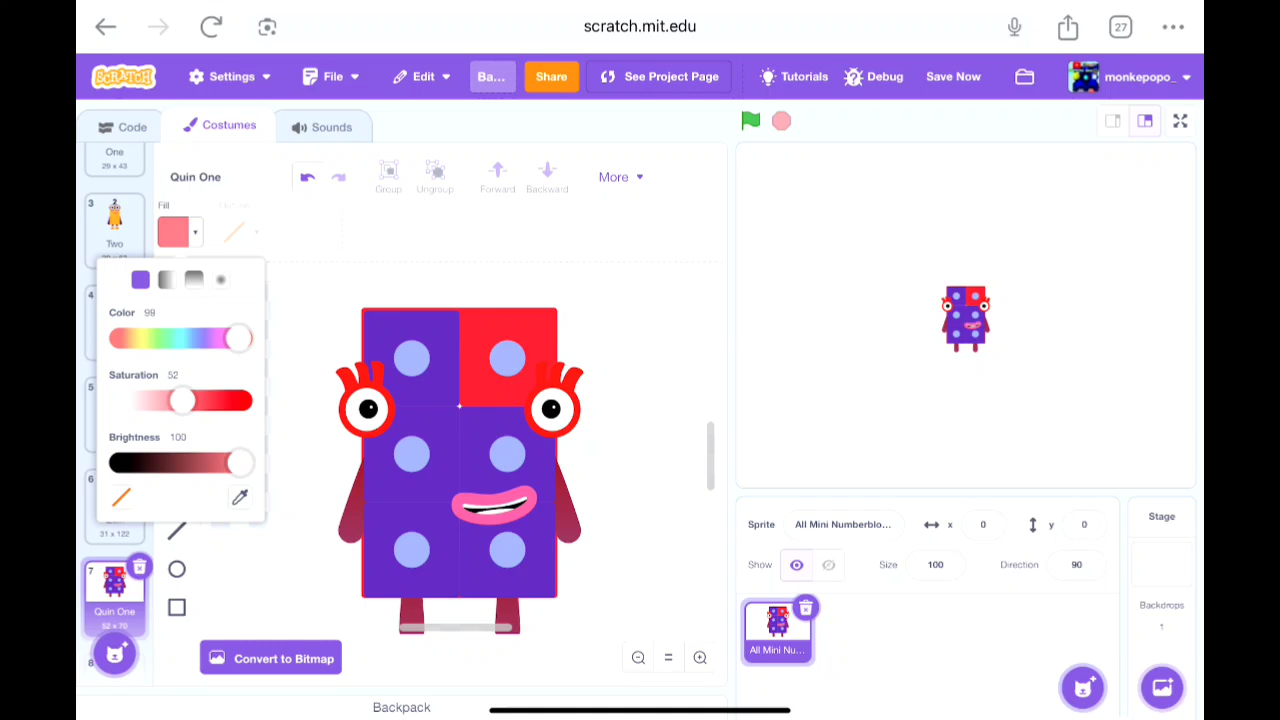 scratch.mit.edu
27
SCRATCH
Settings
File
Edit
Ba...
Share
See Project Page
Tutorials
Debug
Save Now
monkepopo_
Code
Costumes
Sounds
One
29 x 43
Quin One
Group
Ungroup
Forward
Backward
More
Fill
3
2
Two
Color 99
4
Saturation 52
5
Brightness 100
6
31 x 122
7
Quin One
52 x 70
8
Convert to Bitmap
Backpack
Sprite
All Mini Numberblo...
x
0
y
0
Show
Size
100
Direction
90
All Mini Nu...
Stage
Backdrops
1